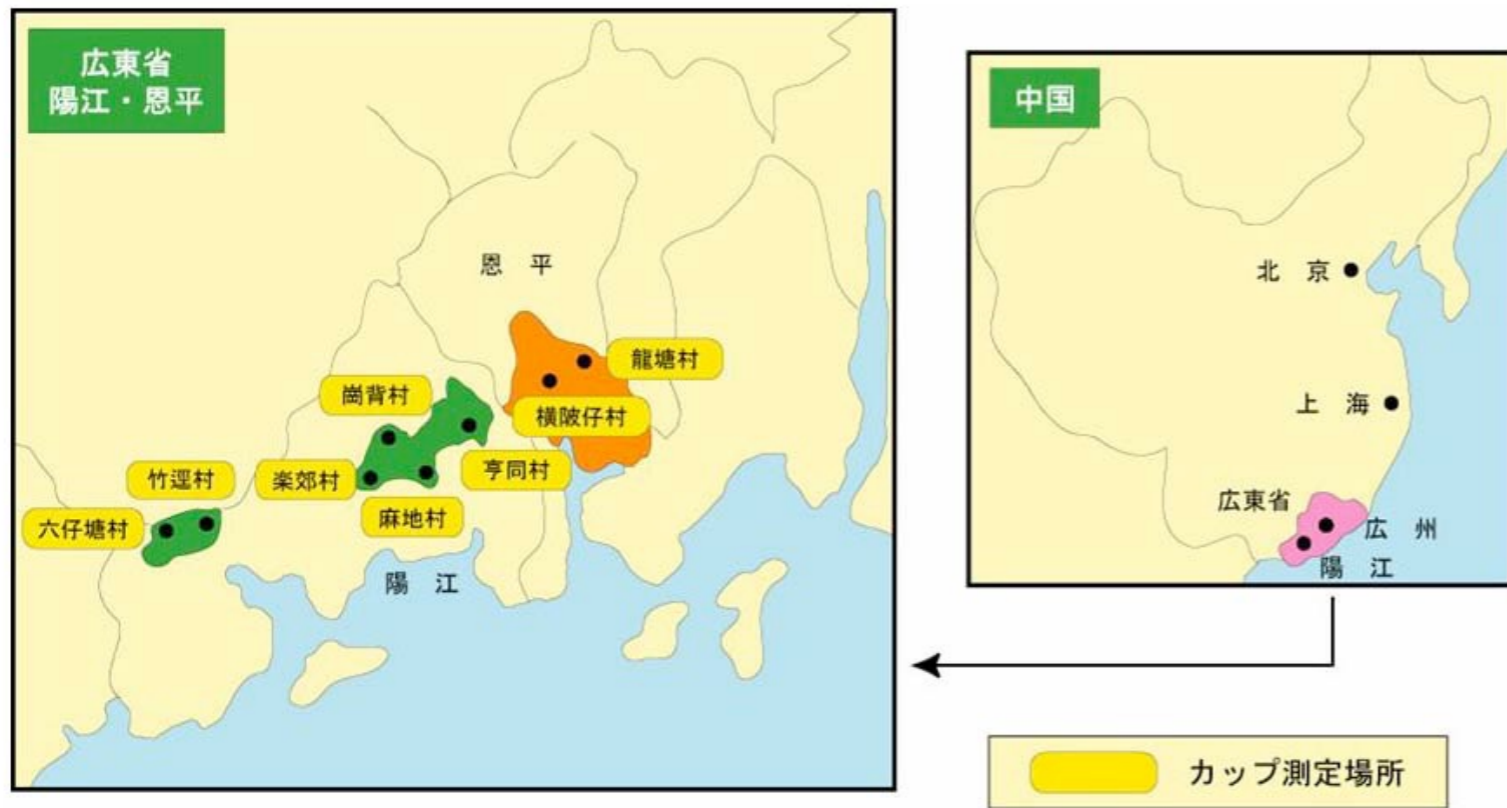 広東省
陽江・恩平
恩 平
龍塘村
崗背村
横陂仔村
竹逕村
楽郊村
亨同村
六仔塘村
麻地村
陽 江
中国
北 京
上 海
広東省
広 州
陽 江
カップ測定場所